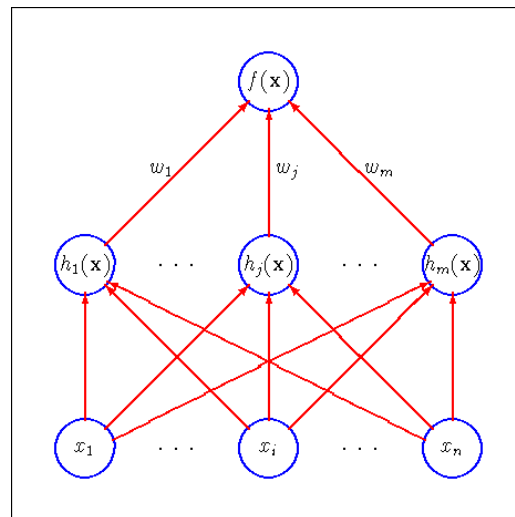 f(x)
w₁ wⱼ wₘ
h₁(x) · · · hⱼ(x) · · · hₘ(x)
x₁ · · · xᵢ · · · xₙ